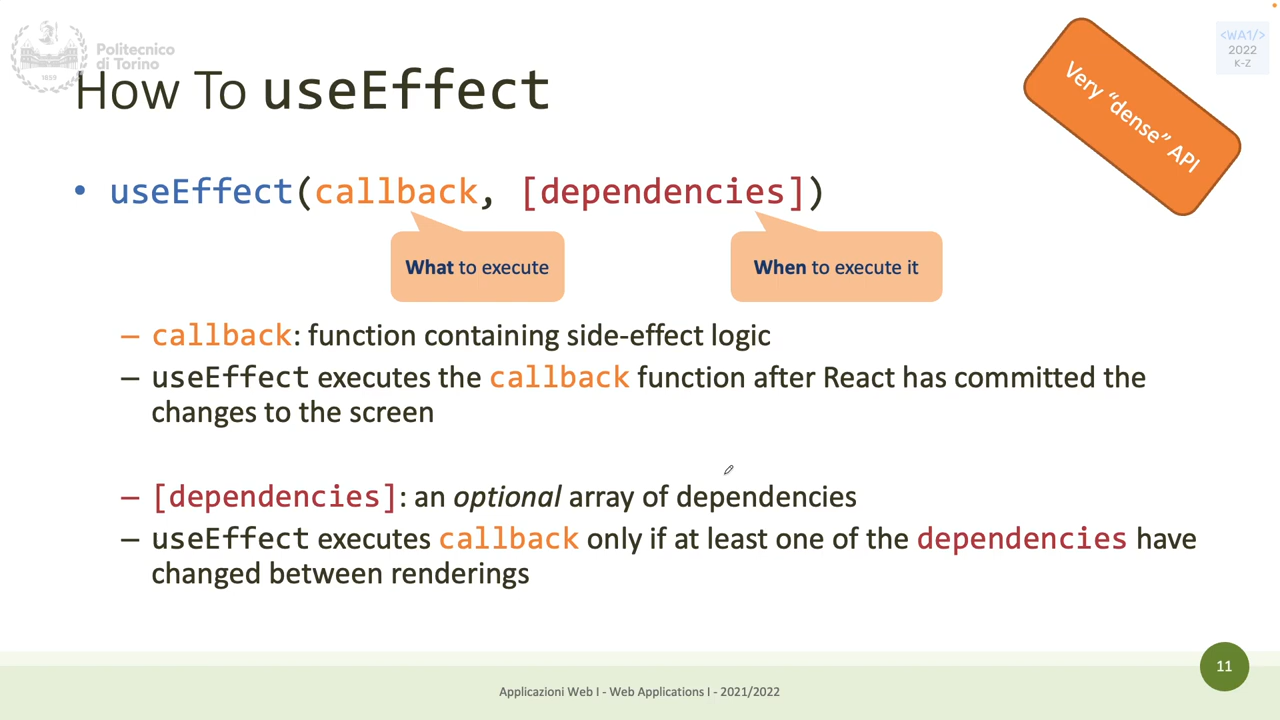 Politecnico
di Torino
1859
<WA1/>
2022
K-Z
How To useEffect
Very “dense” API
• useEffect(callback, [dependencies])
What to execute
When to execute it
– callback: function containing side-effect logic
– useEffect executes the callback function after React has committed the
changes to the screen
– [dependencies]: an optional array of dependencies
– useEffect executes callback only if at least one of the dependencies have
changed between renderings
11
Applicazioni Web I - Web Applications I - 2021/2022